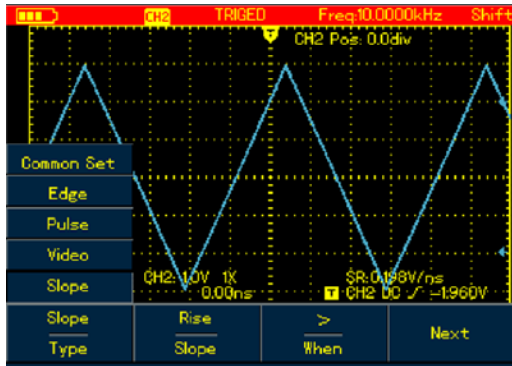 CH2 TRIGED Freq:10.0000kHz Shift
T CH2 Pos: 0.0div
Common Set
Edge
Pulse
Video
Slope
CH2: 1.0V 1X SR:0.198V/ns
0.00ns T CH2 DC -1.960V
Slope Rise > Next
Type Slope When